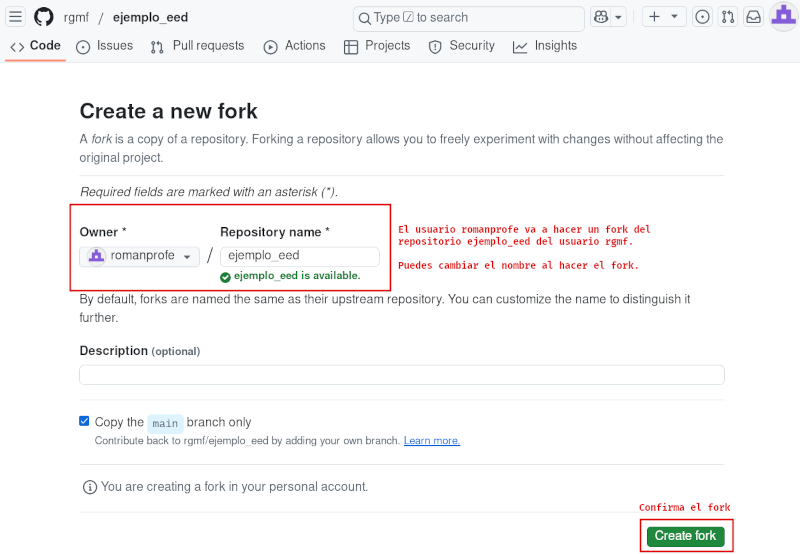 rgmf / ejemplo_eed
Type / to search
Code Issues Pull requests Actions Projects Security Insights
Create a new fork
A fork is a copy of a repository. Forking a repository allows you to freely experiment with changes without affecting the
original project.
Required fields are marked with an asterisk (*).
Owner * Repository name *
romanprofe / ejemplo_eed
ejemplo_eed is available.
El usuario romanprofe va a hacer un fork del
repositorio ejemplo_eed del usuario rgmf.
Puedes cambiar el nombre al hacer el fork.
By default, forks are named the same as their upstream repository. You can customize the name to distinguish it
further.
Description (optional)
Copy the main branch only
Contribute back to rgmf/ejemplo_eed by adding your own branch. Learn more.
You are creating a fork in your personal account.
Confirma el fork
Create fork